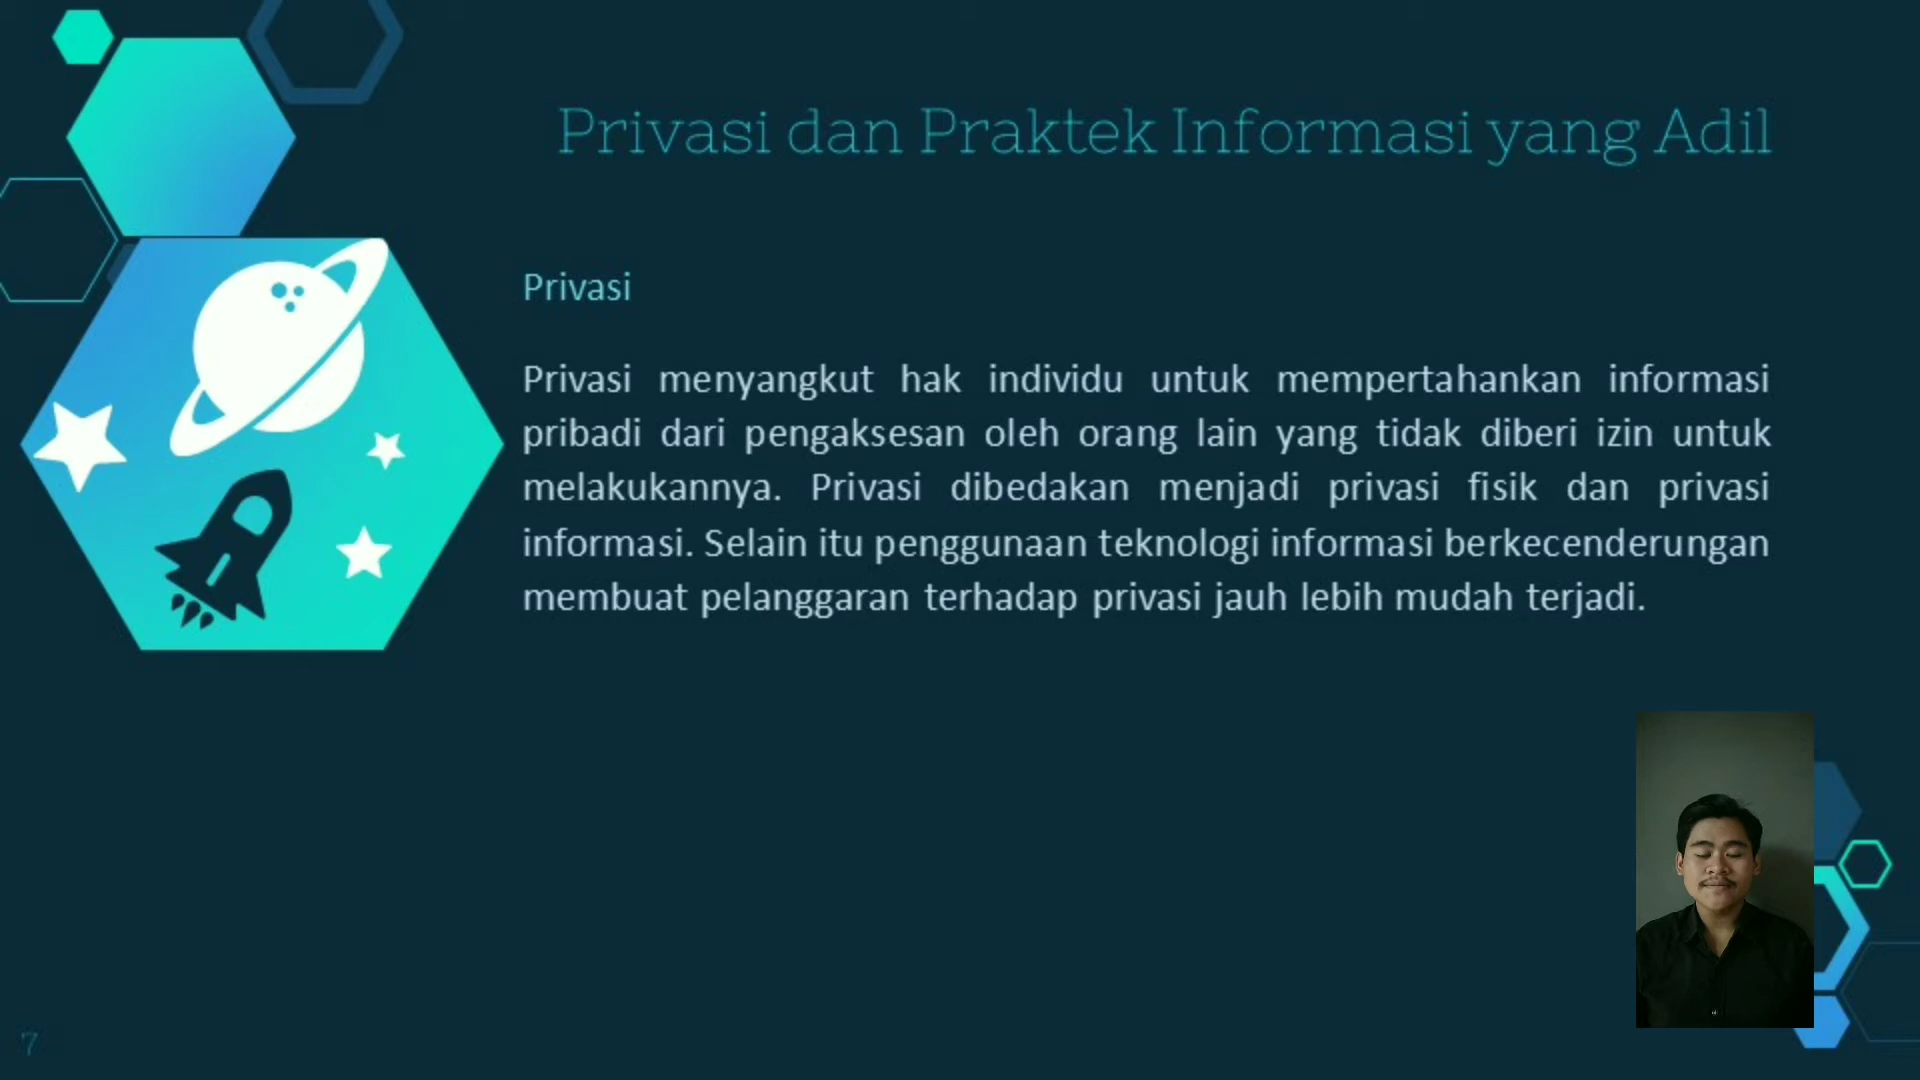 Privasi dan Praktek Informasi yang Adil
Privasi
Privasi menyangkut hak individu untuk mempertahankan informasi
pribadi dari pengaksesan oleh orang lain yang tidak diberi izin untuk
melakukannya. Privasi dibedakan menjadi privasi fisik dan privasi
informasi. Selain itu penggunaan teknologi informasi berkecenderungan
membuat pelanggaran terhadap privasi jauh lebih mudah terjadi.
7